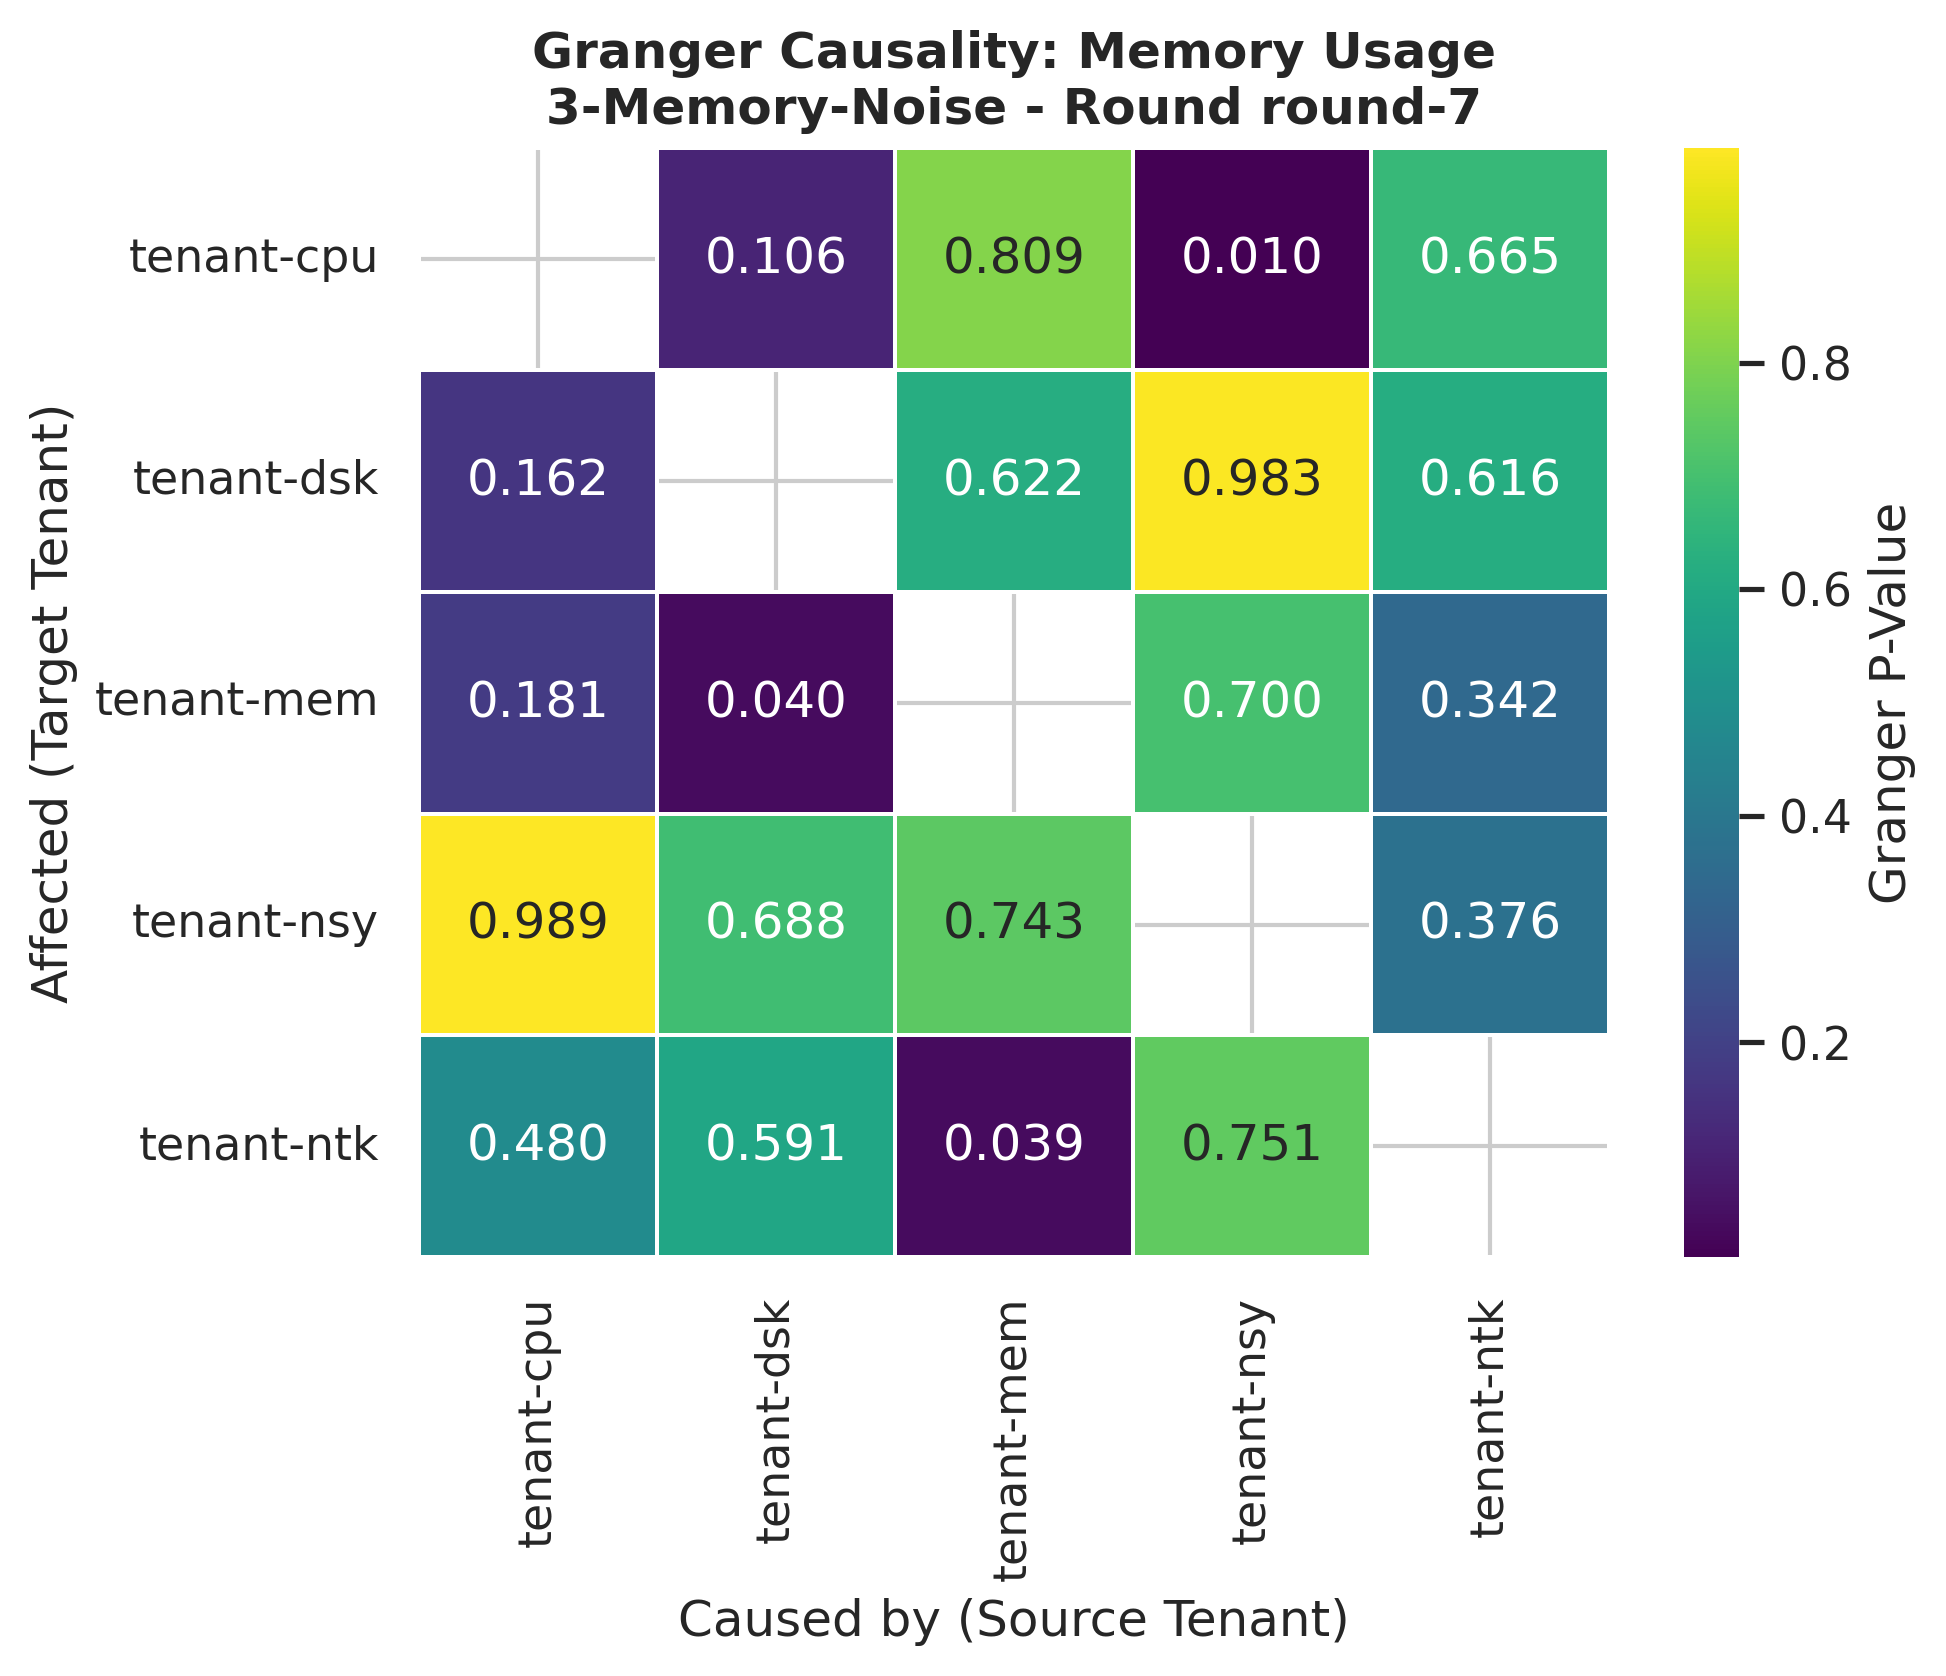 Granger Causality: Memory Usage
3-Memory-Noise - Round round-7
Affected (Target Tenant)
tenant-cpu 0.106 0.809 0.010 0.665
tenant-dsk 0.162 0.622 0.983 0.616
tenant-mem 0.181 0.040 0.700 0.342
tenant-nsy 0.989 0.688 0.743 0.376
tenant-ntk 0.480 0.591 0.039 0.751
tenant-cpu
tenant-dsk
tenant-mem
tenant-nsy
tenant-ntk
Caused by (Source Tenant)
0.8
0.6
0.4
0.2
Granger P-Value